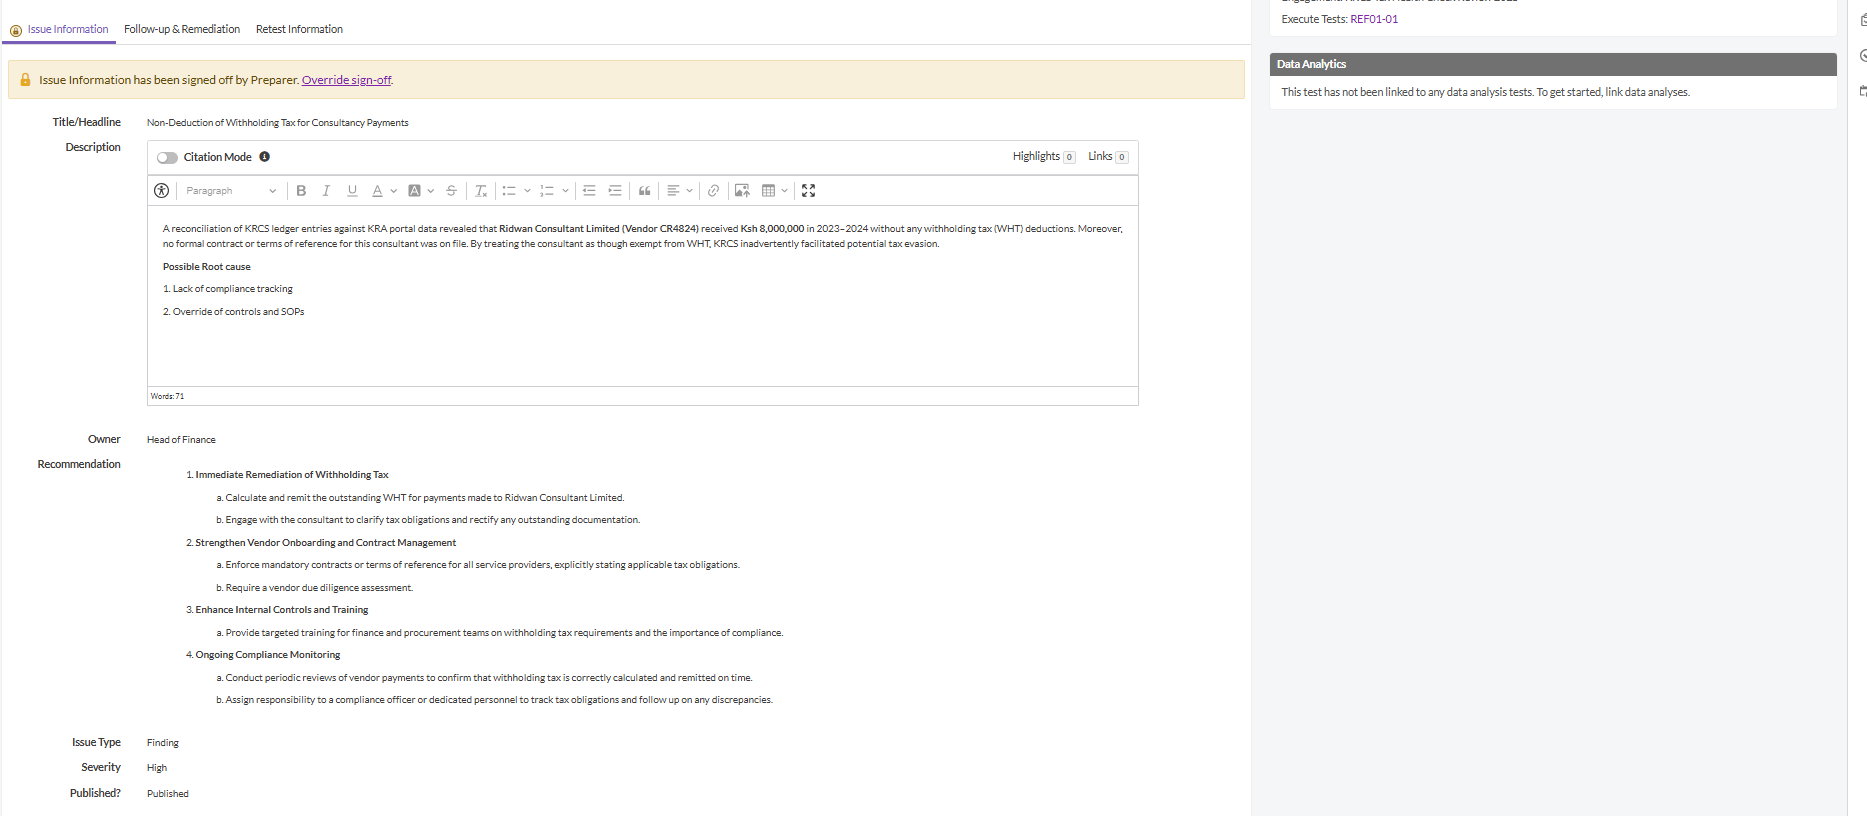 Issue Information Follow-up & Remediation Retest Information
Issue Information has been signed off by Preparer. Override sign-off.
Title/Headline Non-Deduction of Withholding Tax for Consultancy Payments
Description
Citation Mode Highlights 0 Links 0
Paragraph
A reconciliation of KRCS ledger entries against KRA portal data revealed that Ridwan Consultant Limited (Vendor CR4824) received Ksh 8,000,000 in 2023–2024 without any withholding tax (WHT) deductions. Moreover,
no formal contract or terms of reference for this consultant was on file. By treating the consultant as though exempt from WHT, KRCS inadvertently facilitated potential tax evasion.
Possible Root cause
1. Lack of compliance tracking
2. Override of controls and SOPs
Words: 71
Owner Head of Finance
Recommendation
1. Immediate Remediation of Withholding Tax
a. Calculate and remit the outstanding WHT for payments made to Ridwan Consultant Limited.
b. Engage with the consultant to clarify tax obligations and rectify any outstanding documentation.
2. Strengthen Vendor Onboarding and Contract Management
a. Enforce mandatory contracts or terms of reference for all service providers, explicitly stating applicable tax obligations.
b. Require a vendor due diligence assessment.
3. Enhance Internal Controls and Training
a. Provide targeted training for finance and procurement teams on withholding tax requirements and the importance of compliance.
4. Ongoing Compliance Monitoring
a. Conduct periodic reviews of vendor payments to confirm that withholding tax is correctly calculated and remitted on time.
b. Assign responsibility to a compliance officer or dedicated personnel to track tax obligations and follow up on any discrepancies.
Issue Type Finding
Severity High
Published? Published
Execute Tests: REF01-01
Data Analytics
This test has not been linked to any data analysis tests. To get started, link data analyses.